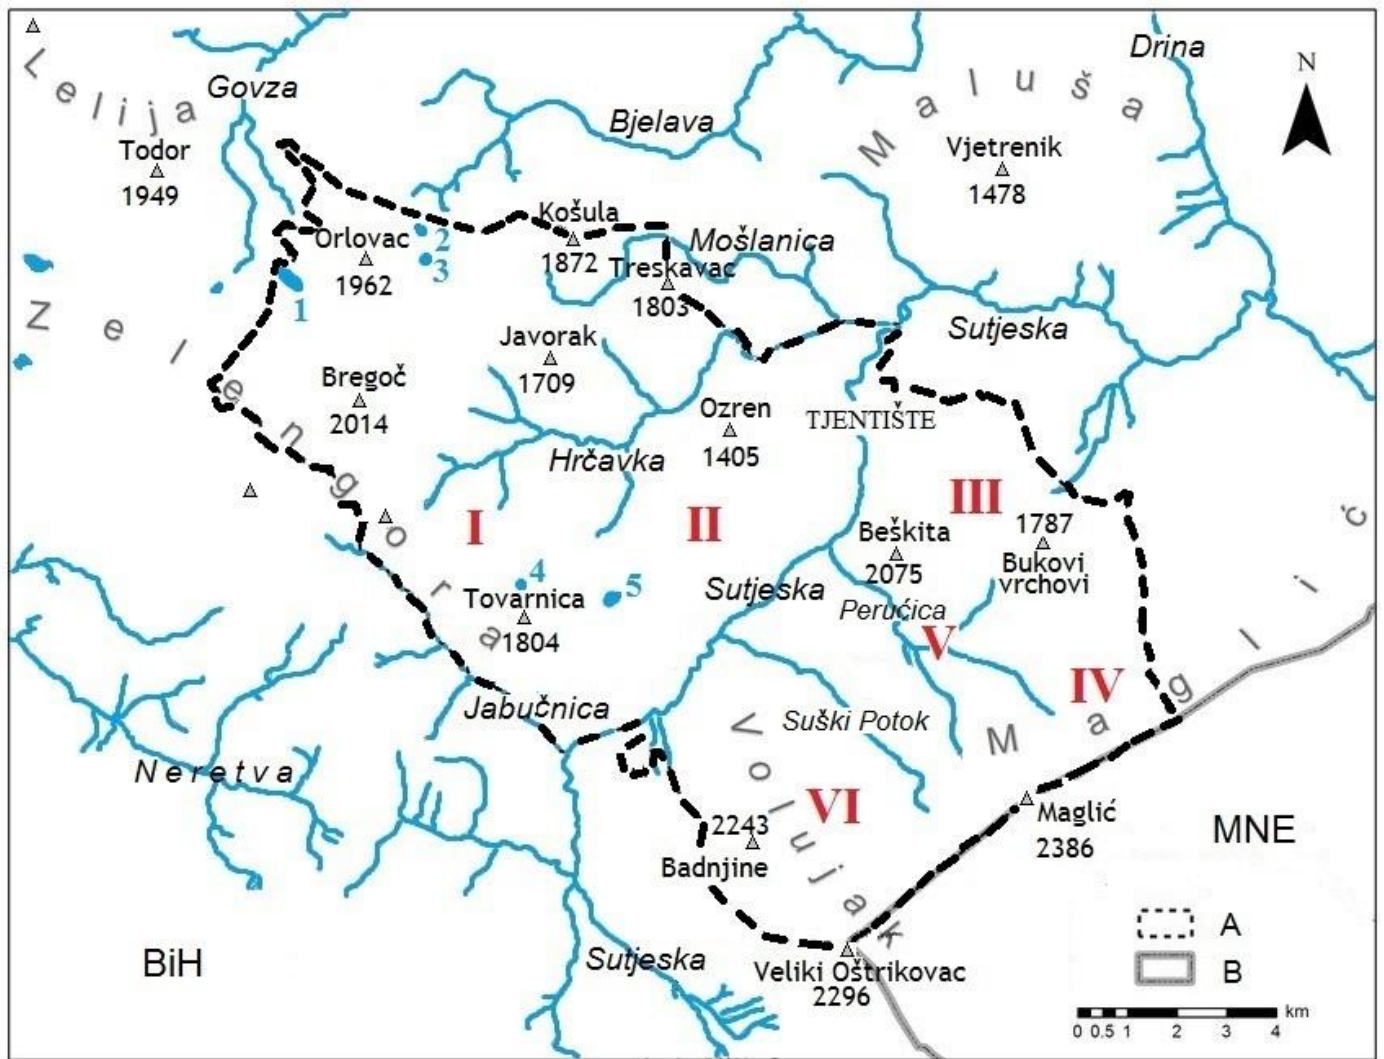 Lelija
Govza
Drina
N
Bjelava
Maluša
Todor
1949
Vjetrenik
1478
Košula
1872
Mošlanica
Orlovac
1962
2
3
Treskavac
1803
1
Zelengora
Sutjeska
Javorak
1709
Bregoč
2014
Ozren
1405
TJENTIŠTE
Hrčavka
I
II
III
Beškita
2075
1787
Bukovi
vrchovi
4
5
Tovarnica
1804
Sutjeska
Perućica
V
IV
Maglić
Jabučnica
Suški Potok
Volujak
Neretva
VI
2243
Badnjine
Maglić
2386
MNE
BiH
Sutjeska
Veliki Oštrikovac
2296
A
B
km
0 0.5 1 2 3 4